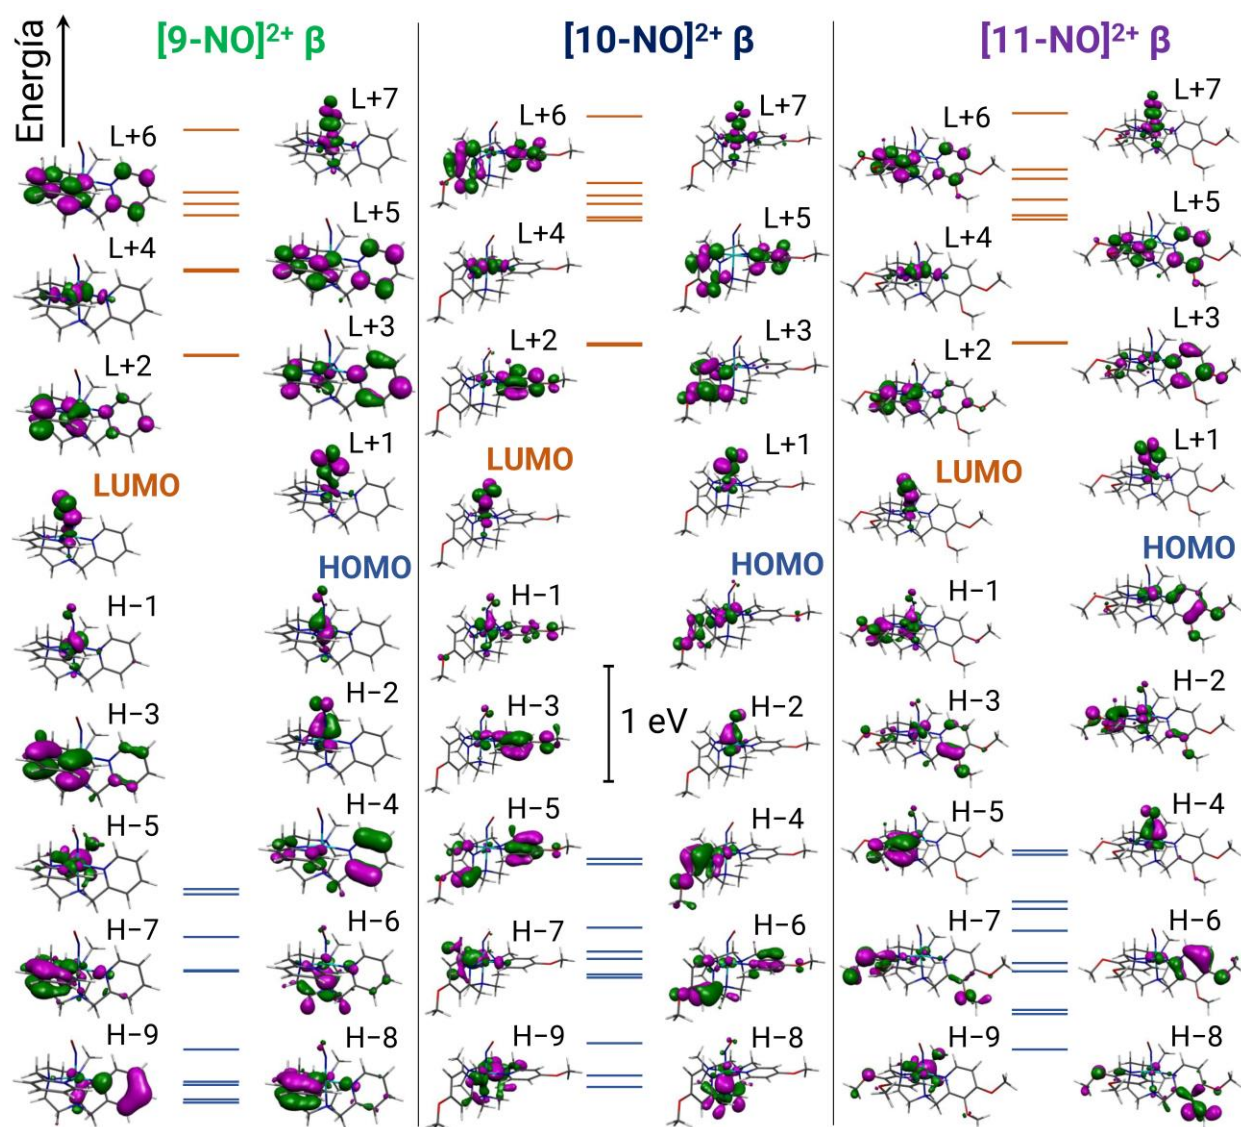 Energía
[9-NO]²⁺ β
L+7
L+6
L+5
L+4
L+3
L+2
L+1
LUMO
HOMO
H−1
H−2
H−3
H−4
H−5
H−6
H−7
H−8
H−9
[10-NO]²⁺ β
L+7
L+6
L+5
L+4
L+3
L+2
L+1
LUMO
HOMO
H−1
1 eV
H−2
H−3
H−4
H−5
H−6
H−7
H−8
H−9
[11-NO]²⁺ β
L+7
L+6
L+5
L+4
L+3
L+2
L+1
LUMO
HOMO
H−1
H−2
H−3
H−4
H−5
H−6
H−7
H−8
H−9